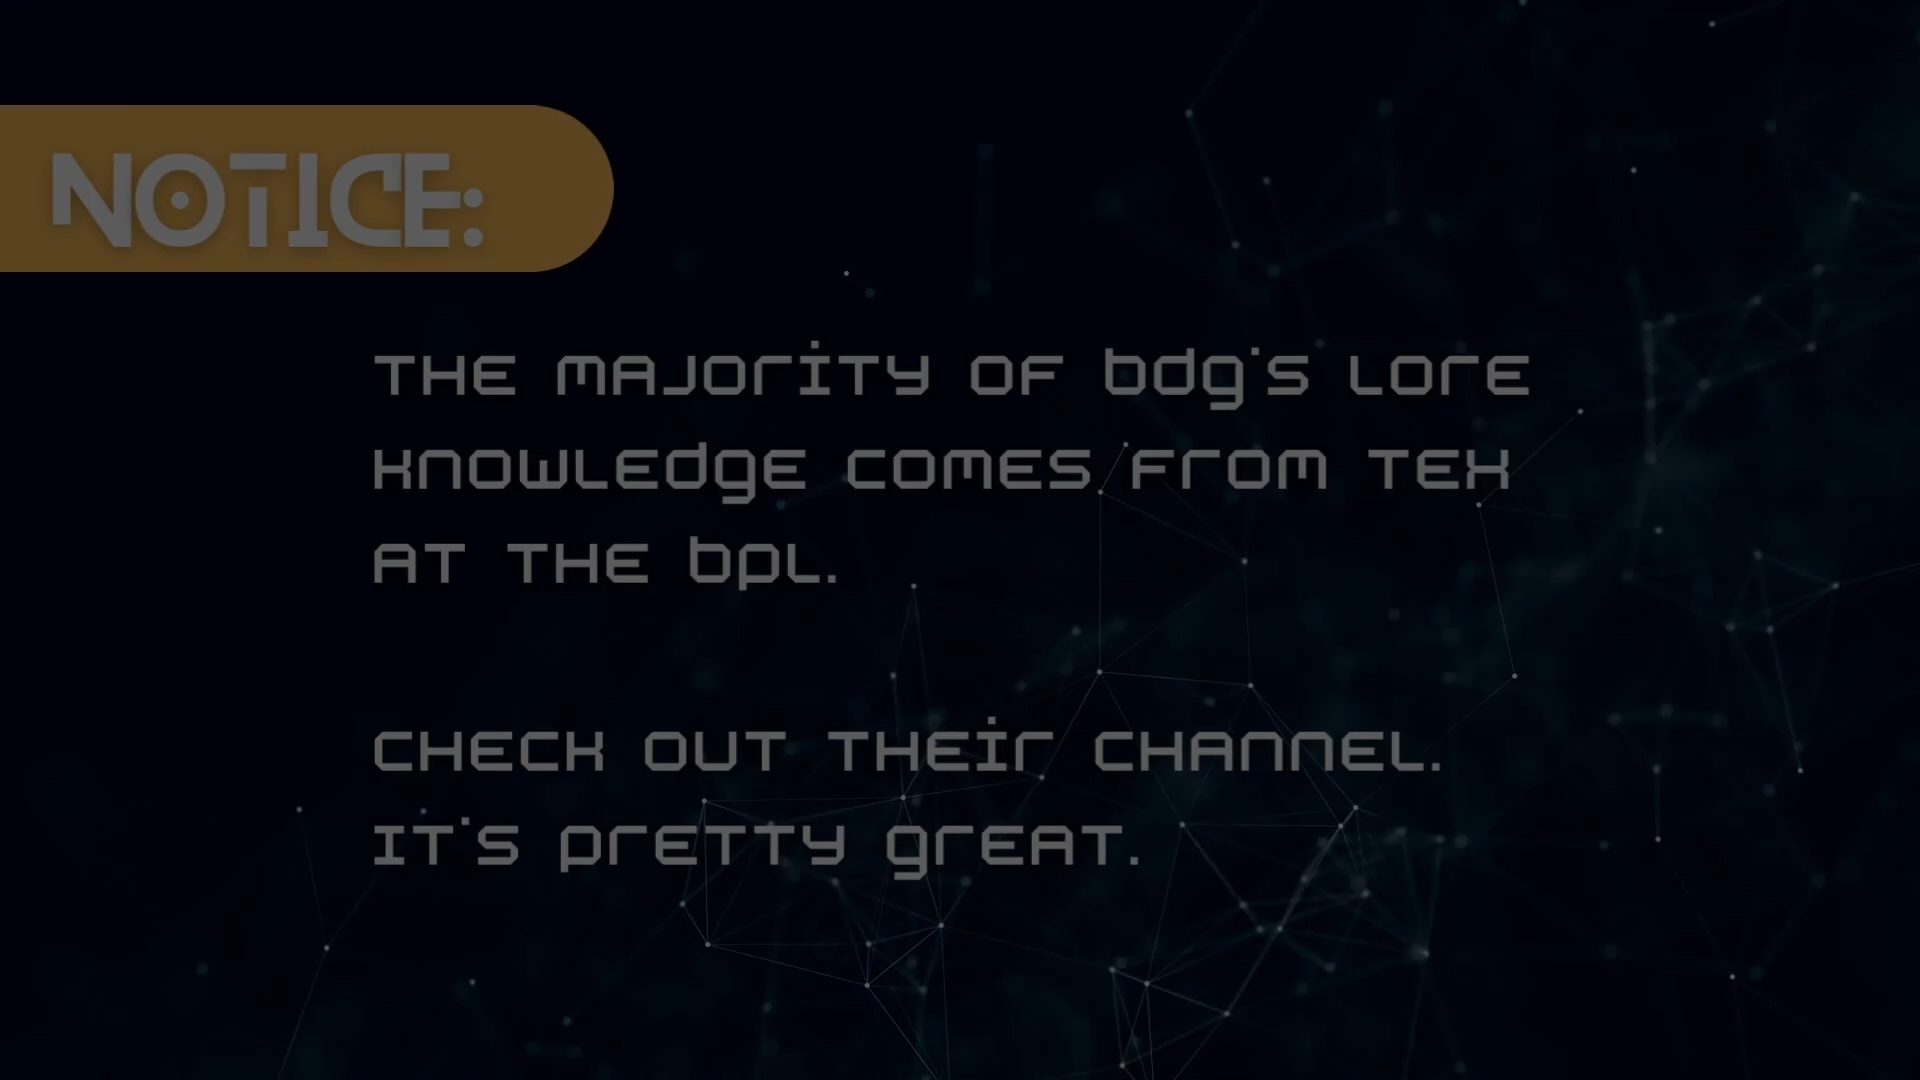 NOTICE:
THE MAJORITY OF BDG'S LORE
KNOWLEDGE COMES FROM TEX
AT THE BPL.
CHECK OUT THEIR CHANNEL.
IT'S PRETTY GREAT.